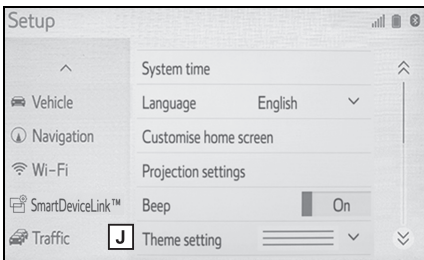 Setup
System time
Vehicle
Language English
Navigation
Customise home screen
Wi-Fi
Projection settings
SmartDeviceLink™
Beep On
Traffic
J Theme setting